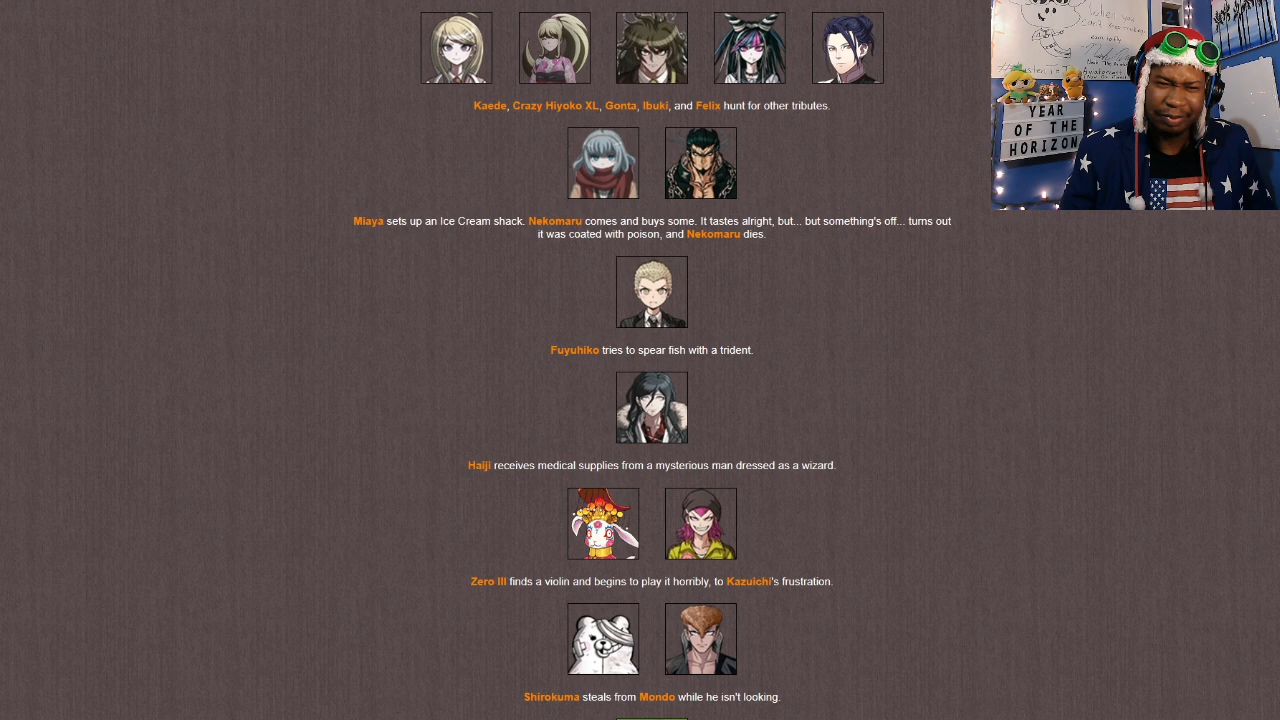 Kaede, Crazy Hiyoko XL, Gonta, Ibuki, and Felix hunt for other tributes.
YEAR
OF THE
HORIZON
Miaya sets up an Ice Cream shack. Nekomaru comes and buys some. It tastes alright, but... but something's off... turns out
it was coated with poison, and Nekomaru dies.
Fuyuhiko tries to spear fish with a trident.
Haiji receives medical supplies from a mysterious man dressed as a wizard.
Zero III finds a violin and begins to play it horribly, to Kazuichi's frustration.
Shirokuma steals from Mondo while he isn't looking.